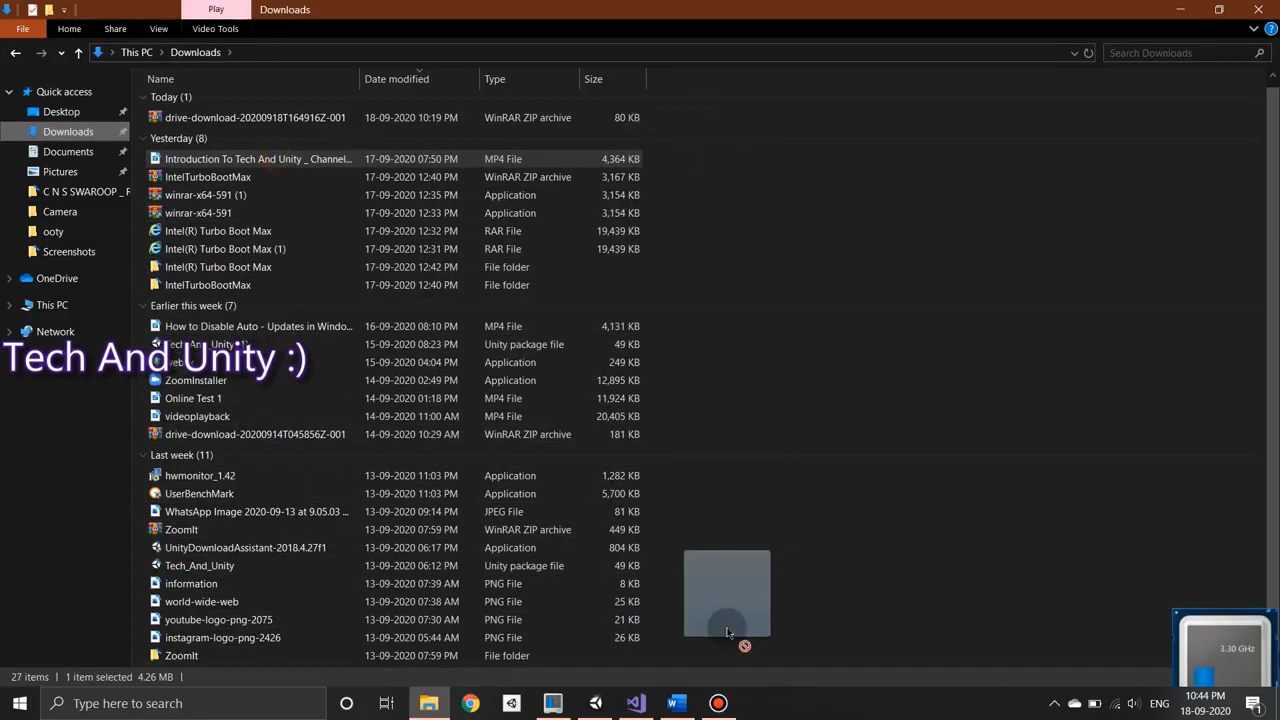 Play
Downloads
File
Home
Share
View
Video Tools
This PC > Downloads >
Search Downloads
Name
Date modified
Type
Size
Quick access
Desktop
Downloads
Documents
Pictures
C N S SWAROOP _ R
Camera
ooty
Screenshots
OneDrive
This PC
Network
Today (1)
drive-download-20200918T164916Z-001 18-09-2020 10:19 PM WinRAR ZIP archive 80 KB
Yesterday (8)
Introduction To Tech And Unity _ Channel... 17-09-2020 07:50 PM MP4 File 4,364 KB
IntelTurboBootMax 17-09-2020 12:40 PM WinRAR ZIP archive 3,167 KB
winrar-x64-591 (1) 17-09-2020 12:35 PM Application 3,154 KB
winrar-x64-591 17-09-2020 12:33 PM Application 3,154 KB
Intel(R) Turbo Boot Max 17-09-2020 12:32 PM RAR File 19,439 KB
Intel(R) Turbo Boot Max (1) 17-09-2020 12:31 PM RAR File 19,439 KB
Intel(R) Turbo Boot Max 17-09-2020 12:42 PM File folder
IntelTurboBootMax 17-09-2020 12:42 PM File folder
Earlier this week (7)
How to Disable Auto - Updates in Windo... 16-09-2020 08:10 PM MP4 File 4,131 KB
15-09-2020 08:23 PM Unity package file 49 KB
15-09-2020 04:04 PM Application 249 KB
Tech And Unity :)
ZoomInstaller 14-09-2020 02:49 PM Application 12,895 KB
Online Test 1 14-09-2020 01:18 PM MP4 File 11,924 KB
videoplayback 14-09-2020 11:00 AM MP4 File 20,405 KB
drive-download-20200914T045856Z-001 14-09-2020 10:29 AM WinRAR ZIP archive 181 KB
Last week (11)
hwmonitor_1.42 13-09-2020 11:03 PM Application 1,282 KB
UserBenchMark 13-09-2020 11:03 PM Application 5,700 KB
WhatsApp Image 2020-09-13 at 9.05.03 ... 13-09-2020 09:14 PM JPEG File 81 KB
ZoomIt 13-09-2020 07:59 PM WinRAR ZIP archive 449 KB
UnityDownloadAssistant-2018.4.27f1 13-09-2020 06:17 PM Application 804 KB
Tech_And_Unity 13-09-2020 06:12 PM Unity package file 49 KB
information 13-09-2020 07:39 AM PNG File 8 KB
world-wide-web 13-09-2020 07:38 AM PNG File 25 KB
youtube-logo-png-2075 13-09-2020 07:30 AM PNG File 21 KB
instagram-logo-png-2426 13-09-2020 05:44 AM PNG File 26 KB
ZoomIt 13-09-2020 07:59 PM File folder
3.30 GHz
27 items
1 item selected 4.26 MB
Type here to search
ENG
10:44 PM
18-09-2020
1